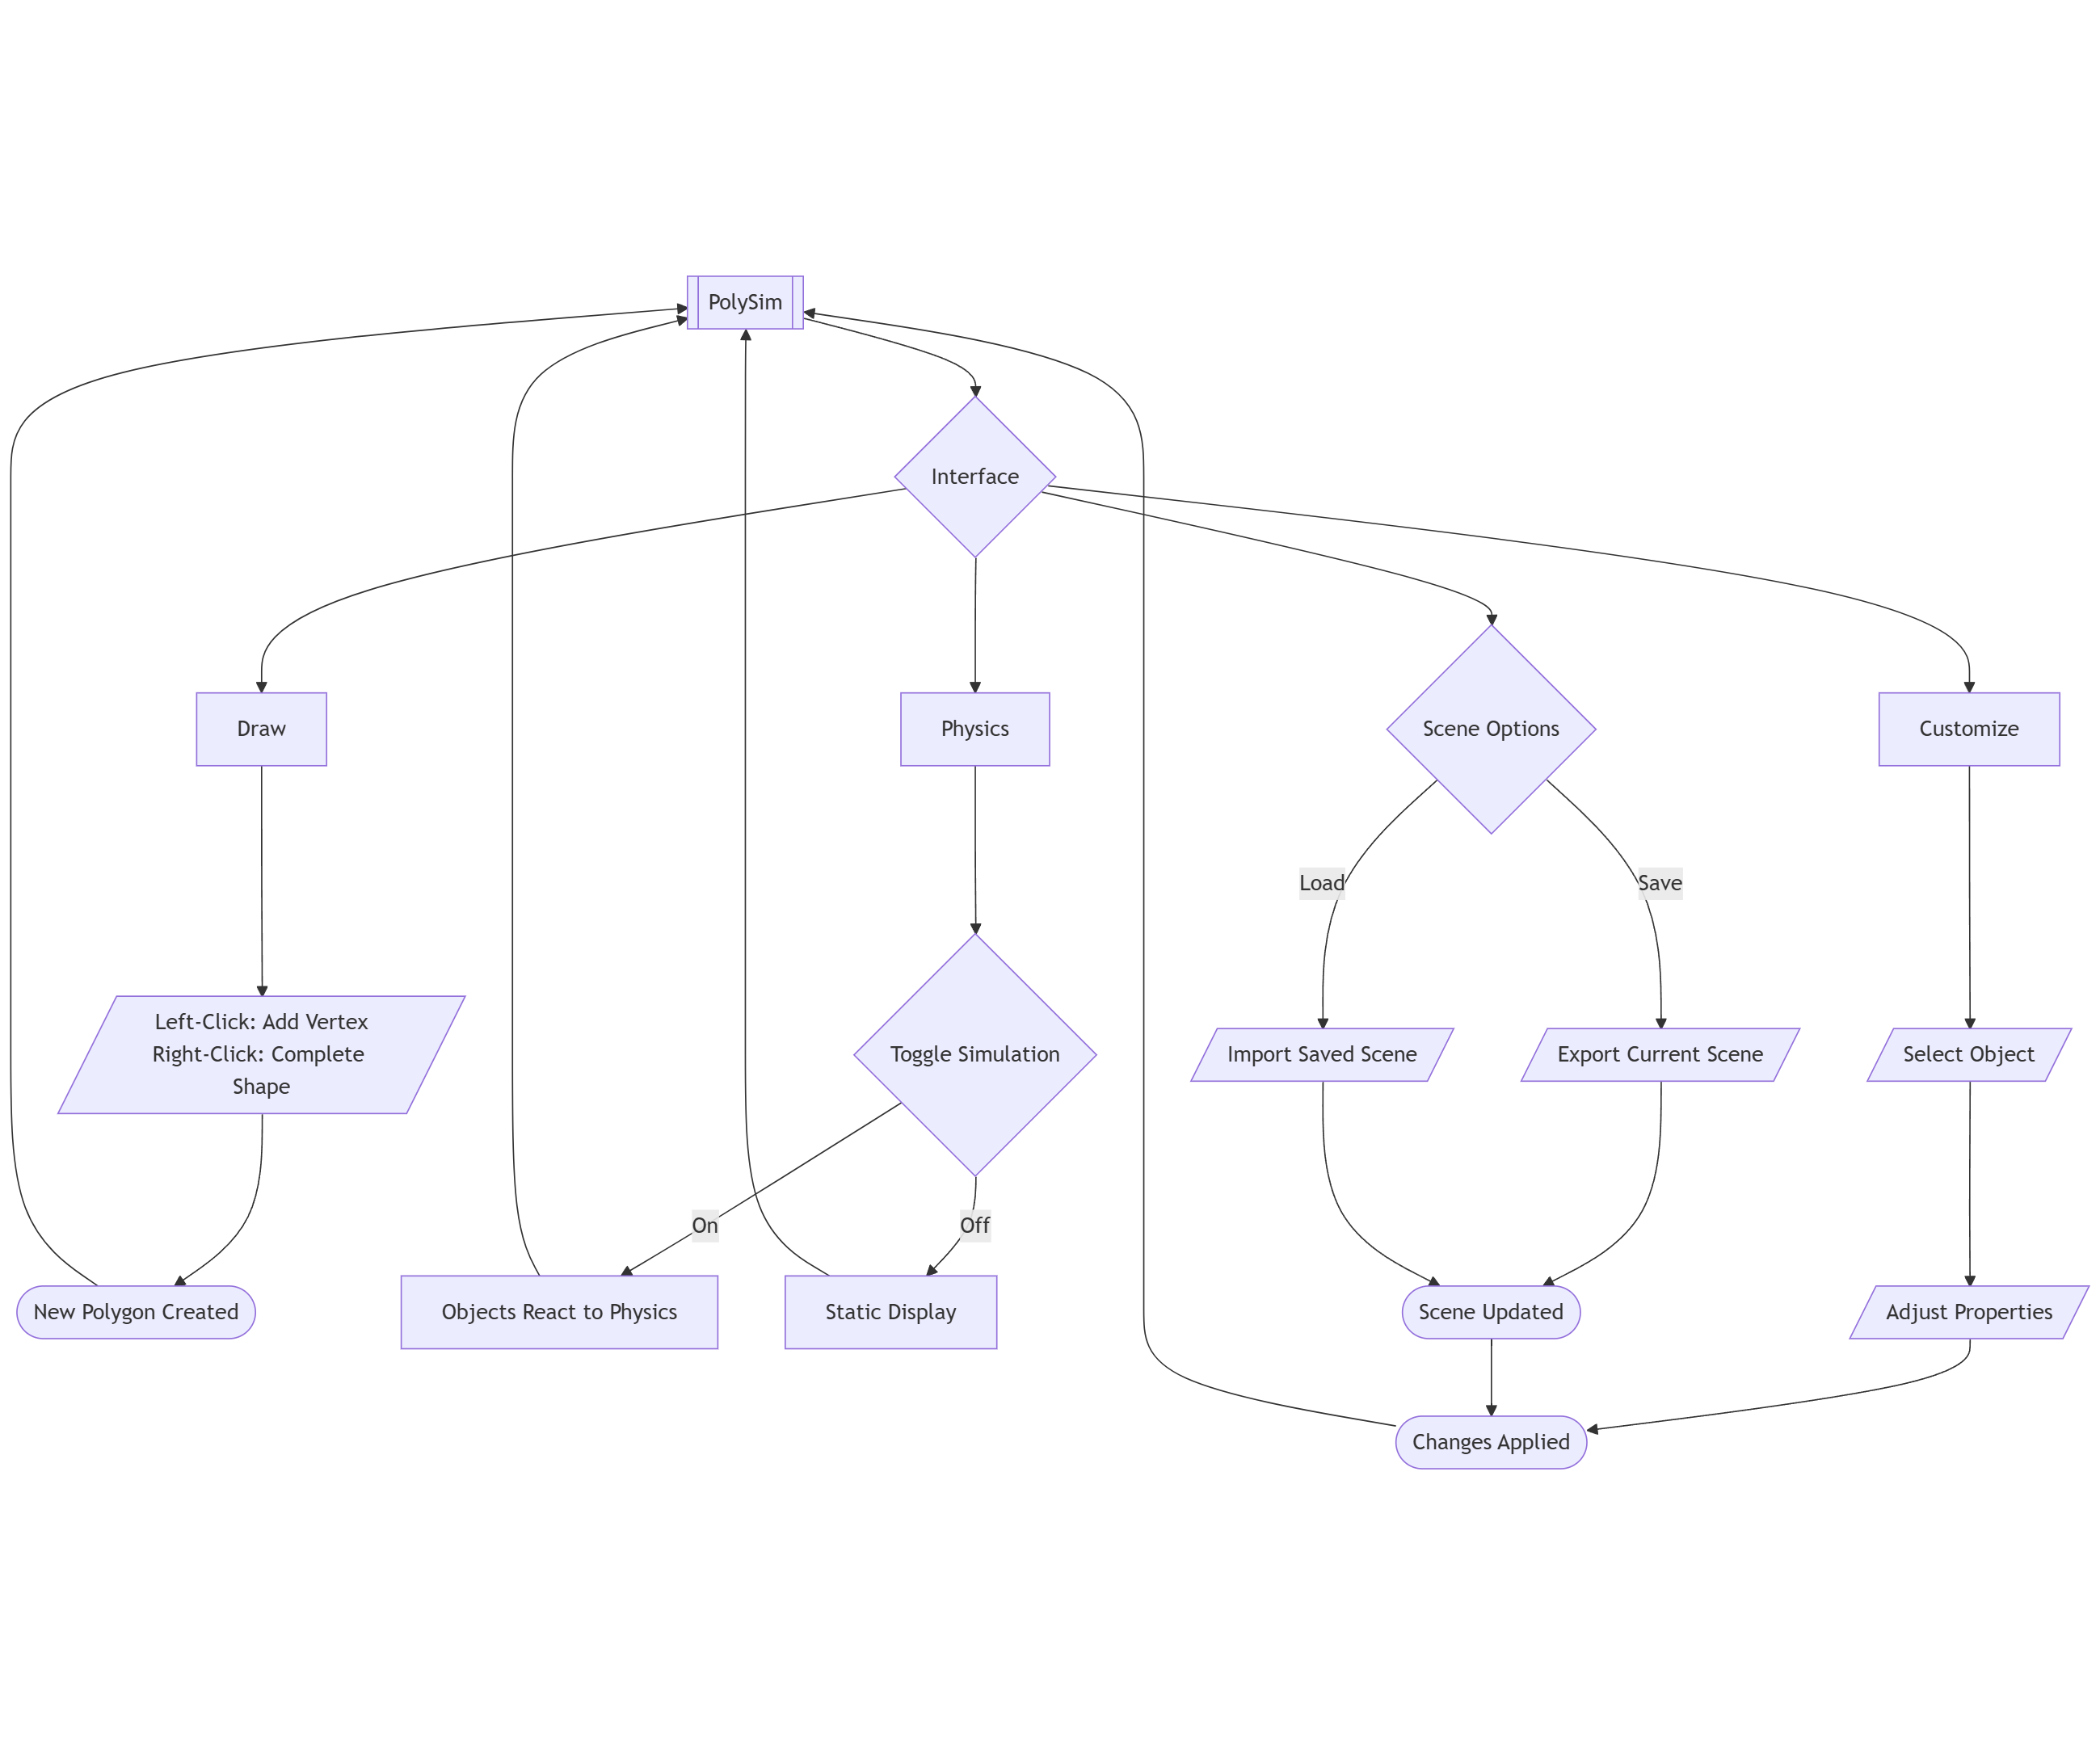 PolySim
Interface
Draw
Physics
Scene Options
Customize
Load
Save
Left-Click: Add Vertex
Right-Click: Complete
Shape
Toggle Simulation
Import Saved Scene
Export Current Scene
Select Object
On
Off
New Polygon Created
Objects React to Physics
Static Display
Scene Updated
Adjust Properties
Changes Applied